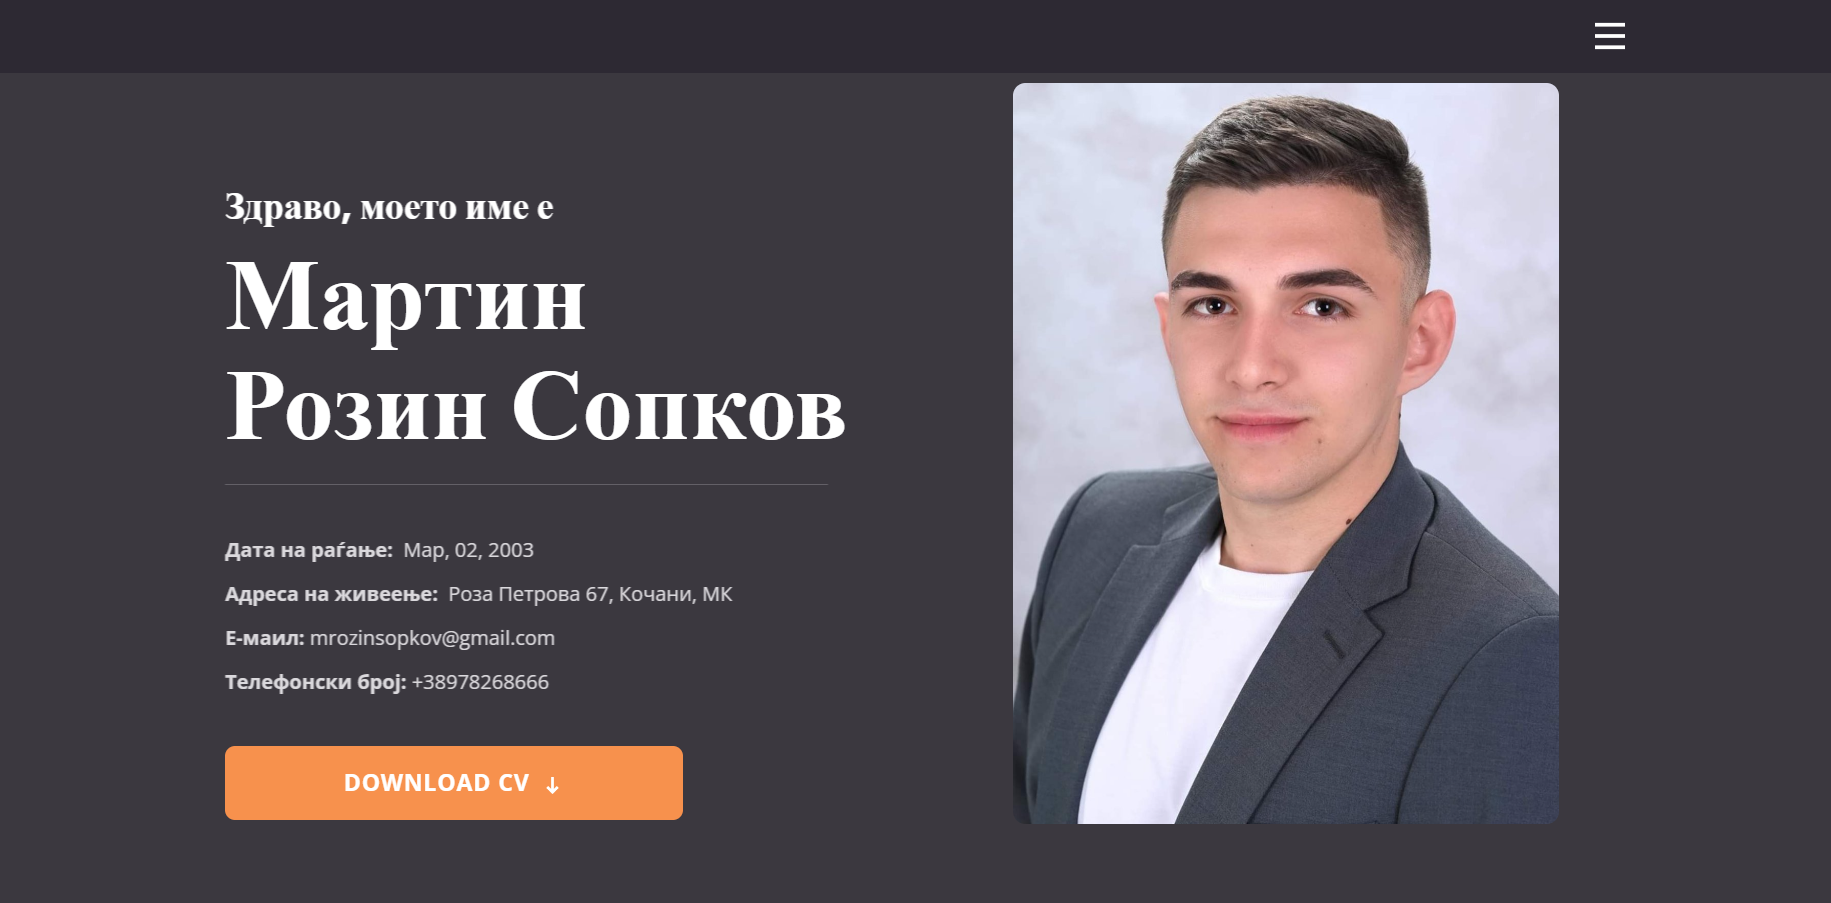 Здраво, моето име е
Мартин
Розин Сопков
Дата на раѓање: Мар, 02, 2003
Адреса на живеење: Роза Петрова 67, Кочани, МК
Е-маил: mrozinsopkov@gmail.com
Телефонски број: +38978268666
DOWNLOAD CV ↓